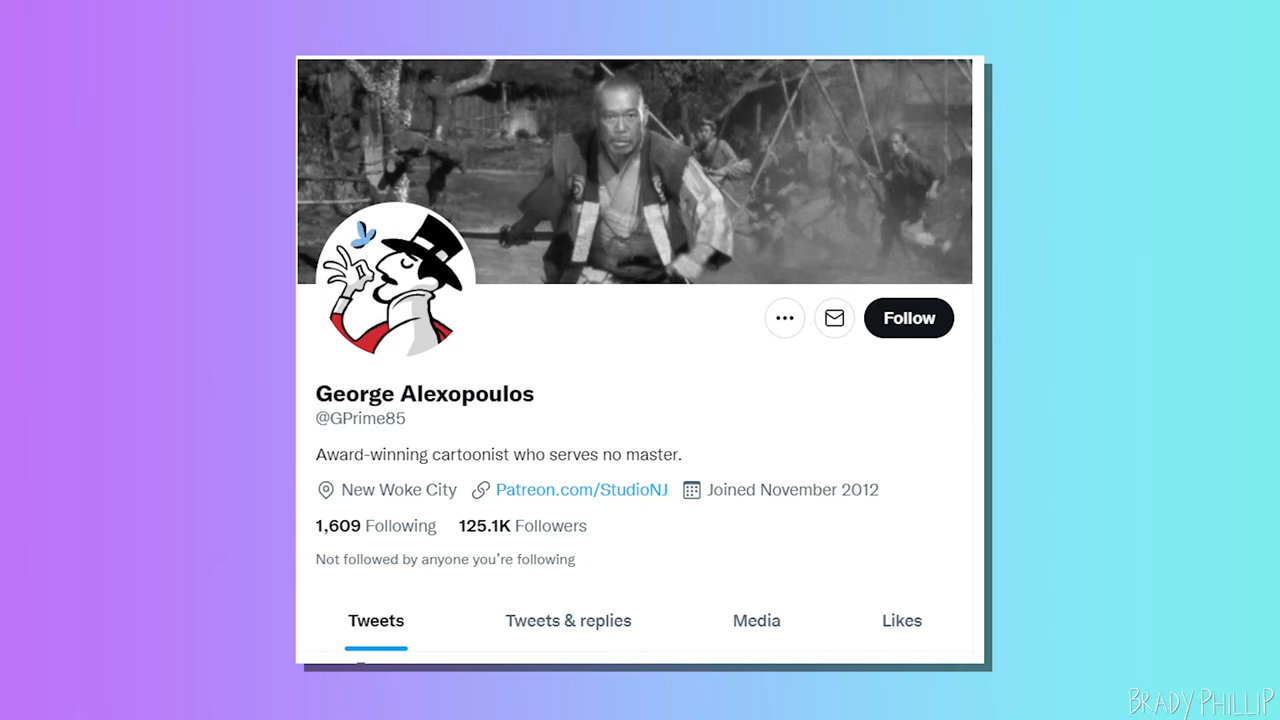 Follow
George Alexopoulos
@GPrime85
Award-winning cartoonist who serves no master.
New Woke City Patreon.com/StudioNJ Joined November 2012
1,609 Following 125.1K Followers
Not followed by anyone you're following
Tweets Tweets & replies Media Likes
BRADY PHILLIP